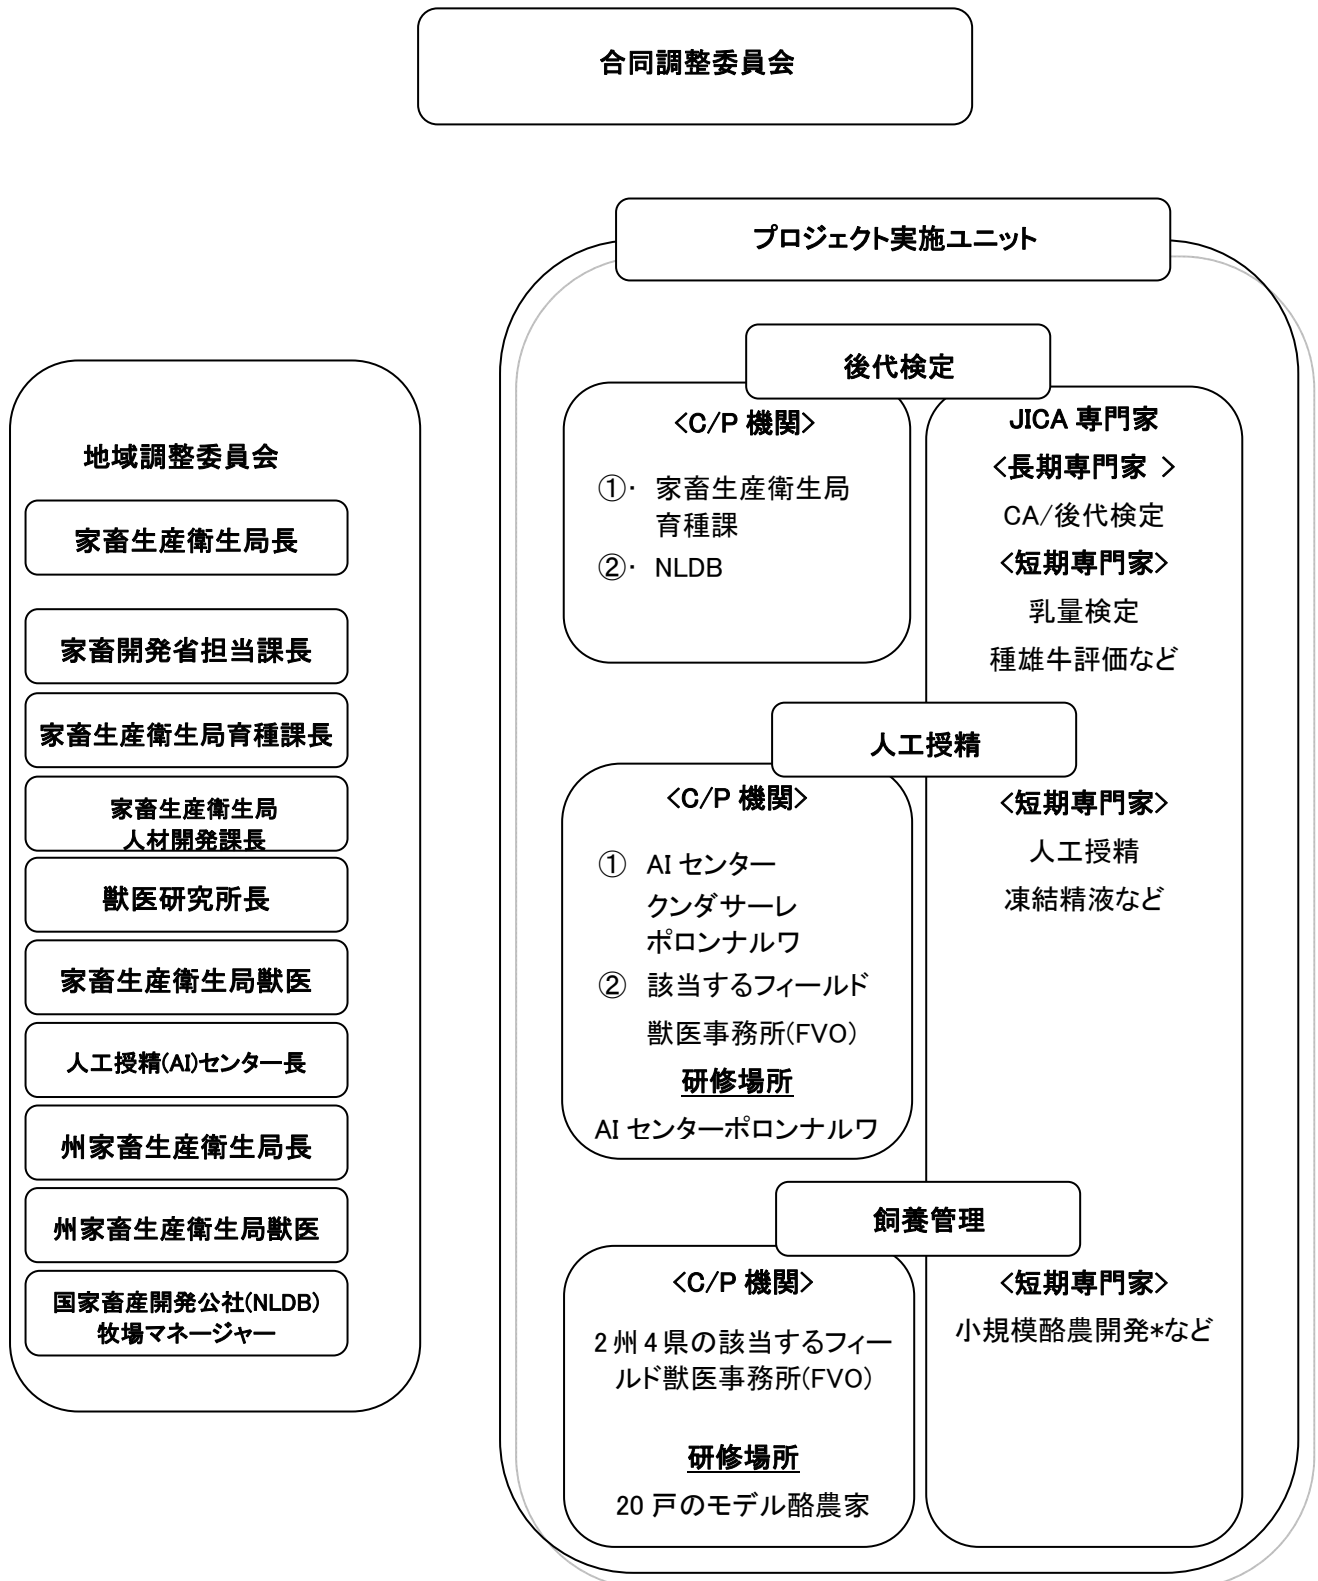 合同調整委員会
プロジェクト実施ユニット
地域調整委員会
家畜生産衛生局長
家畜開発省担当課長
家畜生産衛生局育種課長
家畜生産衛生局
人材開発課長
獣医研究所長
家畜生産衛生局獣医
人工授精(AI)センター長
州家畜生産衛生局長
州家畜生産衛生局獣医
国家畜産開発公社(NLDB)
牧場マネージャー
後代検定
<C/P 機関>
①・ 家畜生産衛生局
育種課
②・ NLDB
JICA 専門家
<長期専門家 >
CA/後代検定
<短期専門家>
乳量検定
種雄牛評価など
人工授精
<C/P 機関>
① AI センター
クンダサーレ
ポロンナルワ
② 該当するフィールド
獣医事務所(FVO)
研修場所
AI センターポロンナルワ
<短期専門家>
人工授精
凍結精液など
飼養管理
<C/P 機関>
2 州 4 県の該当するフィー
ルド獣医事務所(FVO)
研修場所
20 戸のモデル酪農家
<短期専門家>
小規模酪農開発*など